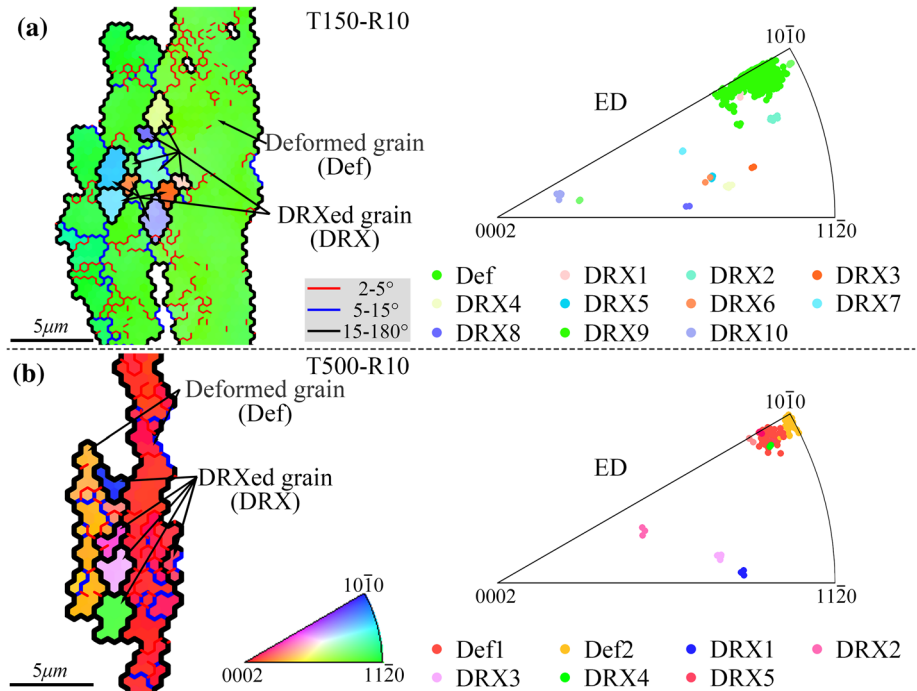 (a)
T150-R10
Deformed grain
(Def)
DRXed grain
(DRX)
2-5°
5-15°
15-180°
5μm
ED
101̄0
0002
112̄0
Def
DRX1
DRX2
DRX3
DRX4
DRX5
DRX6
DRX7
DRX8
DRX9
DRX10
(b)
T500-R10
Deformed grain
(Def)
DRXed grain
(DRX)
5μm
101̄0
0002
112̄0
ED
101̄0
0002
112̄0
Def1
Def2
DRX1
DRX2
DRX3
DRX4
DRX5